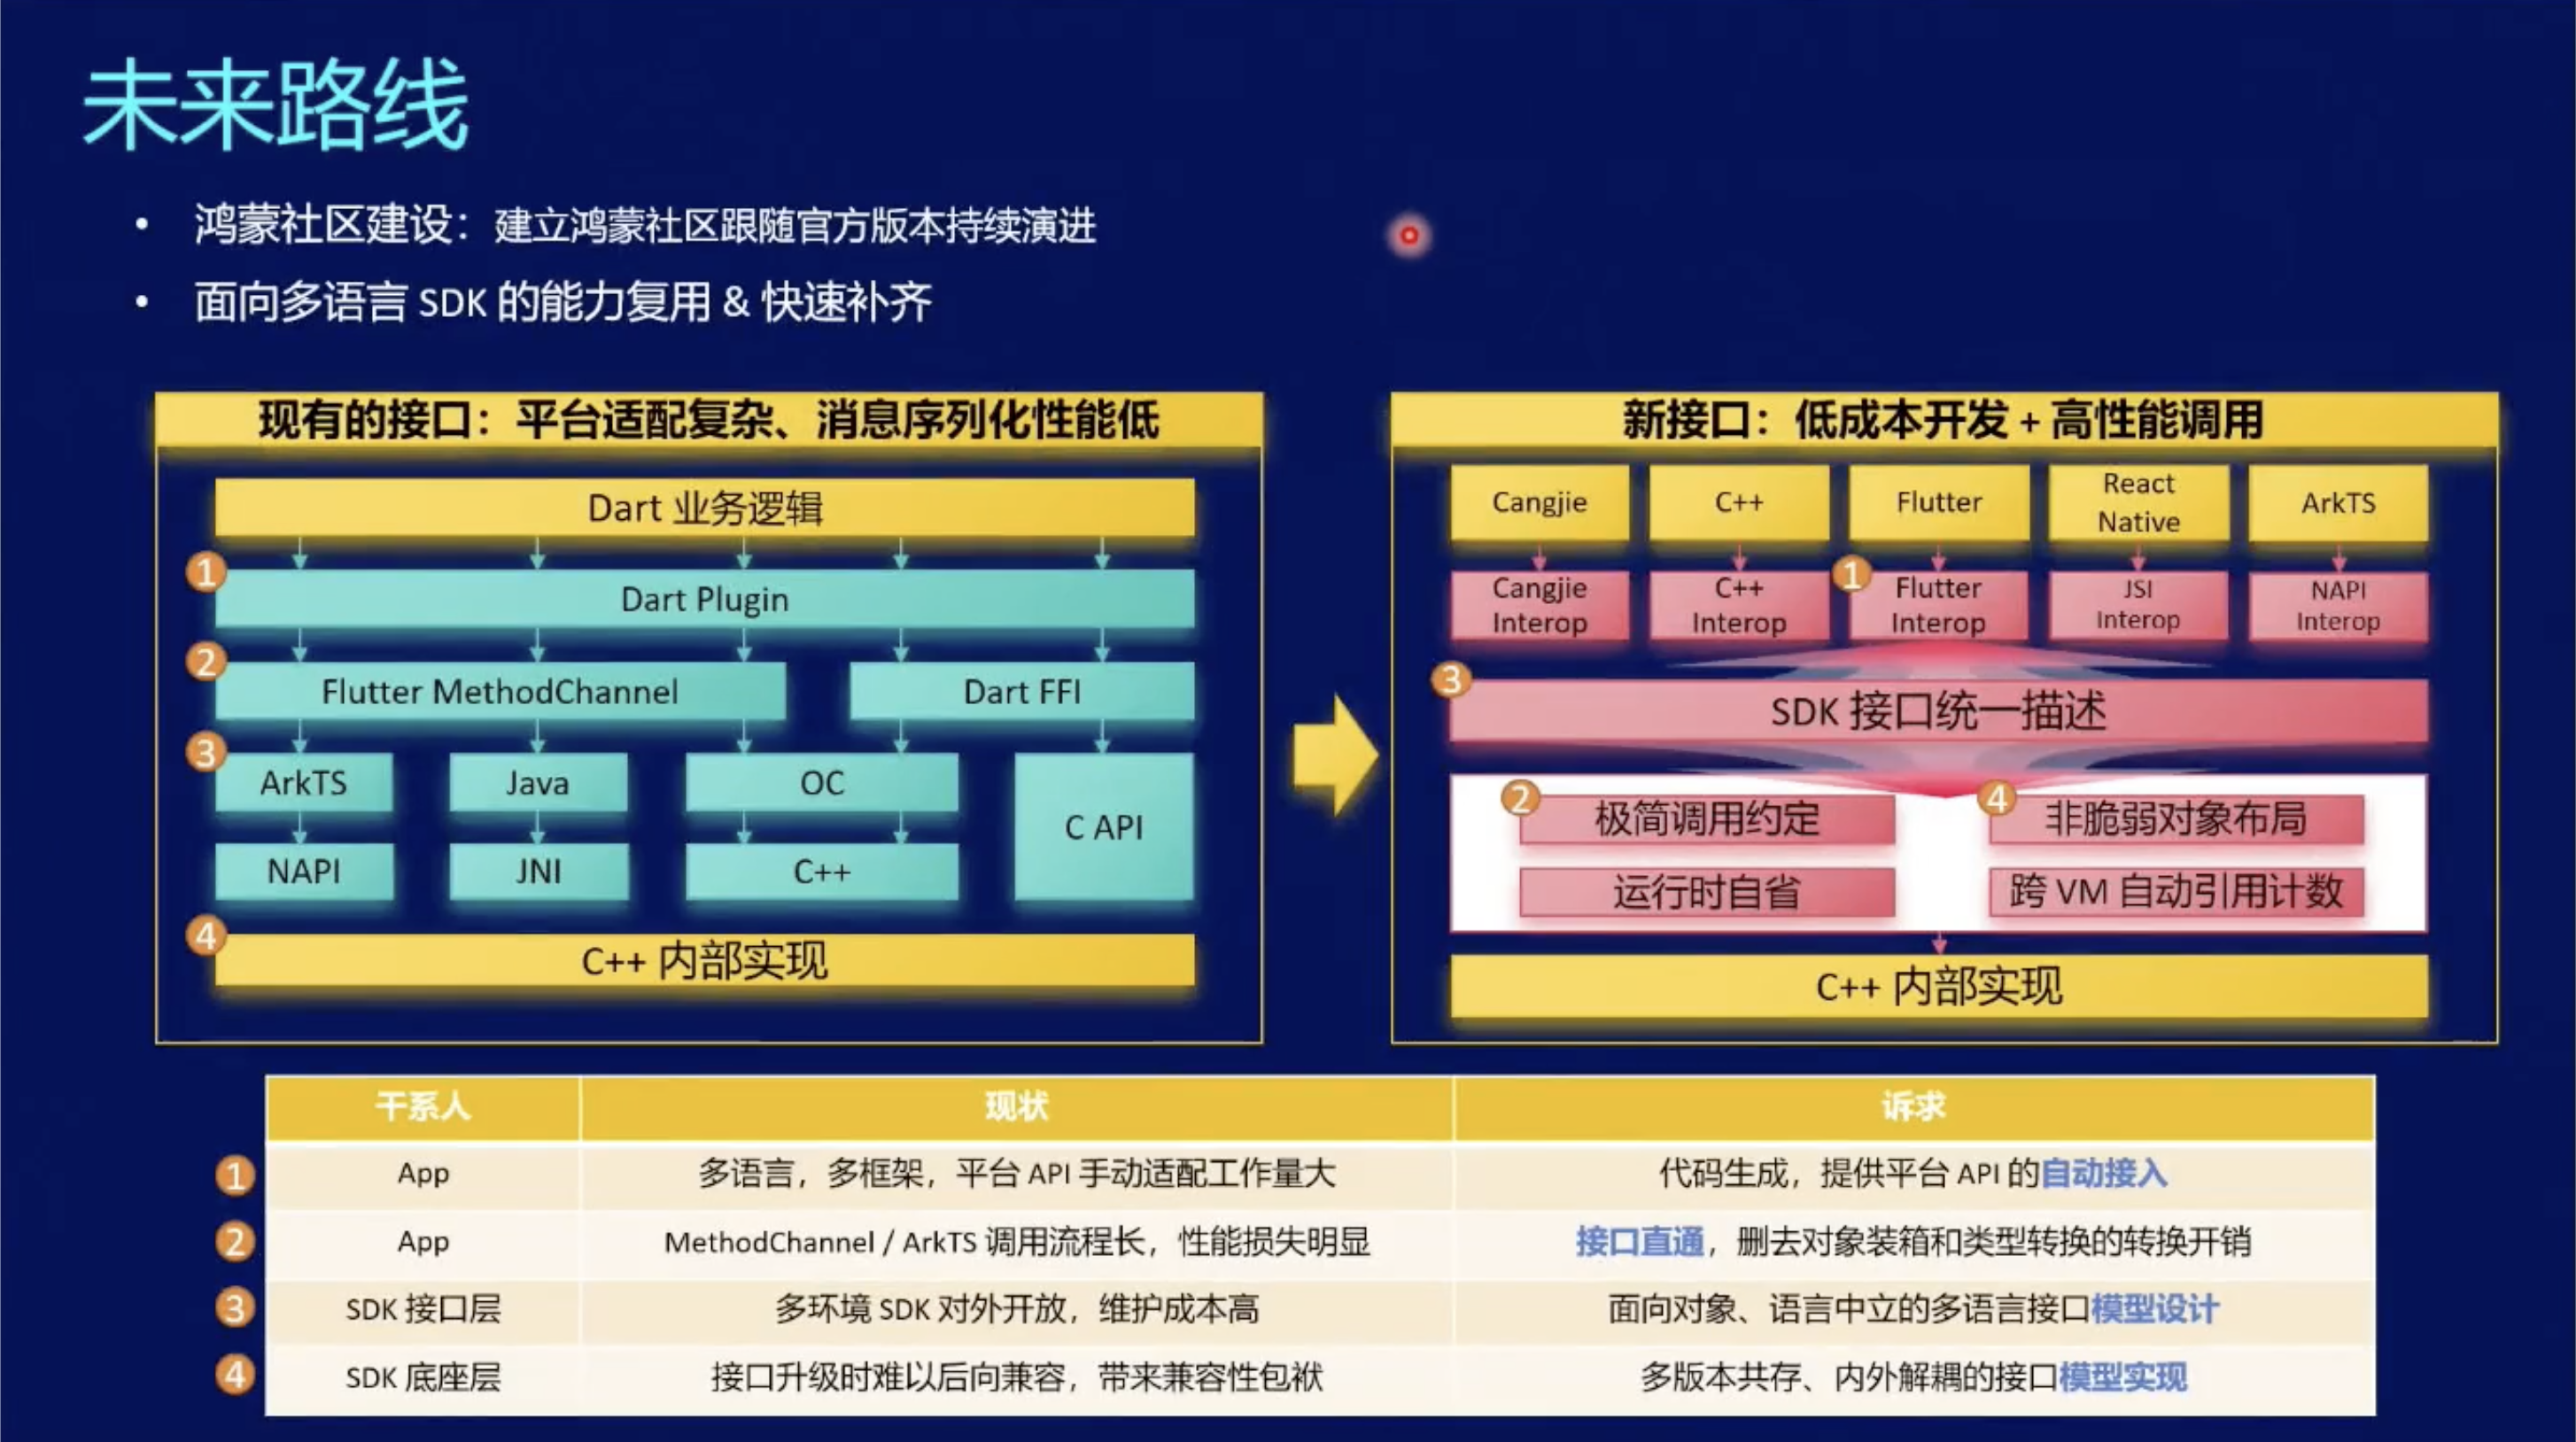 未来路线
• 鸿蒙社区建设：建立鸿蒙社区跟随官方版本持续演进
• 面向多语言 SDK 的能力复用 & 快速补齐
现有的接口：平台适配复杂、消息序列化性能低
Dart 业务逻辑
1
Dart Plugin
2
Flutter MethodChannel
Dart FFI
3
ArkTS
Java
OC
C API
NAPI
JNI
C++
4
C++ 内部实现
新接口：低成本开发 + 高性能调用
Cangjie
C++
Flutter
React
Native
ArkTS
Cangjie
Interop
C++
Interop
1
Flutter
Interop
JSI
Interop
NAPI
Interop
3
SDK 接口统一描述
2
极简调用约定
4
非脆弱对象布局
运行时自省
跨 VM 自动引用计数
C++ 内部实现
干系人 现状 诉求
1 App 多语言，多框架，平台 API 手动适配工作量大 代码生成，提供平台 API 的自动接入
2 App MethodChannel / ArkTS 调用流程长，性能损失明显 接口直通，删去对象装箱和类型转换的转换开销
3 SDK 接口层 多环境 SDK 对外开放，维护成本高 面向对象、语言中立的多语言接口模型设计
4 SDK 底座层 接口升级时难以后向兼容，带来兼容性包袱 多版本共存、内外解耦的接口模型实现